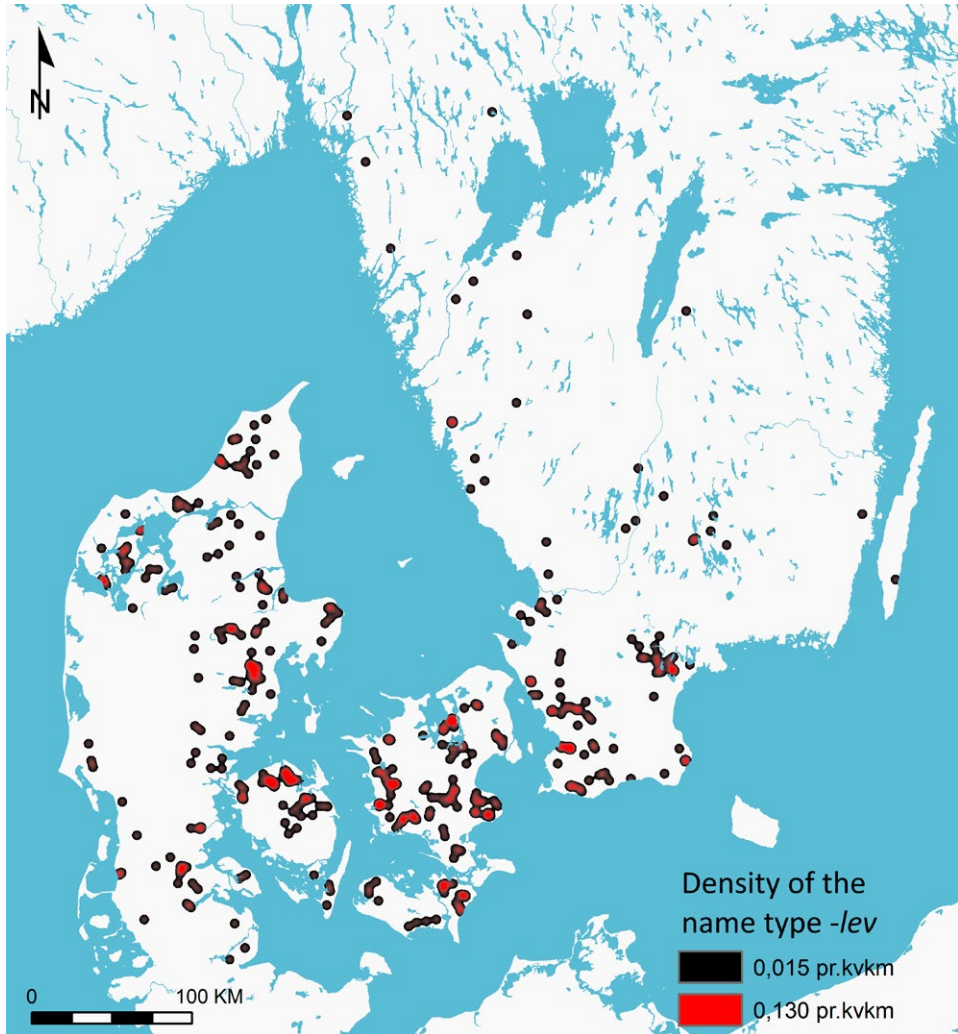 N
Density of the
name type -lev
0,015 pr.kvkm
0,130 pr.kvkm
0 100 KM